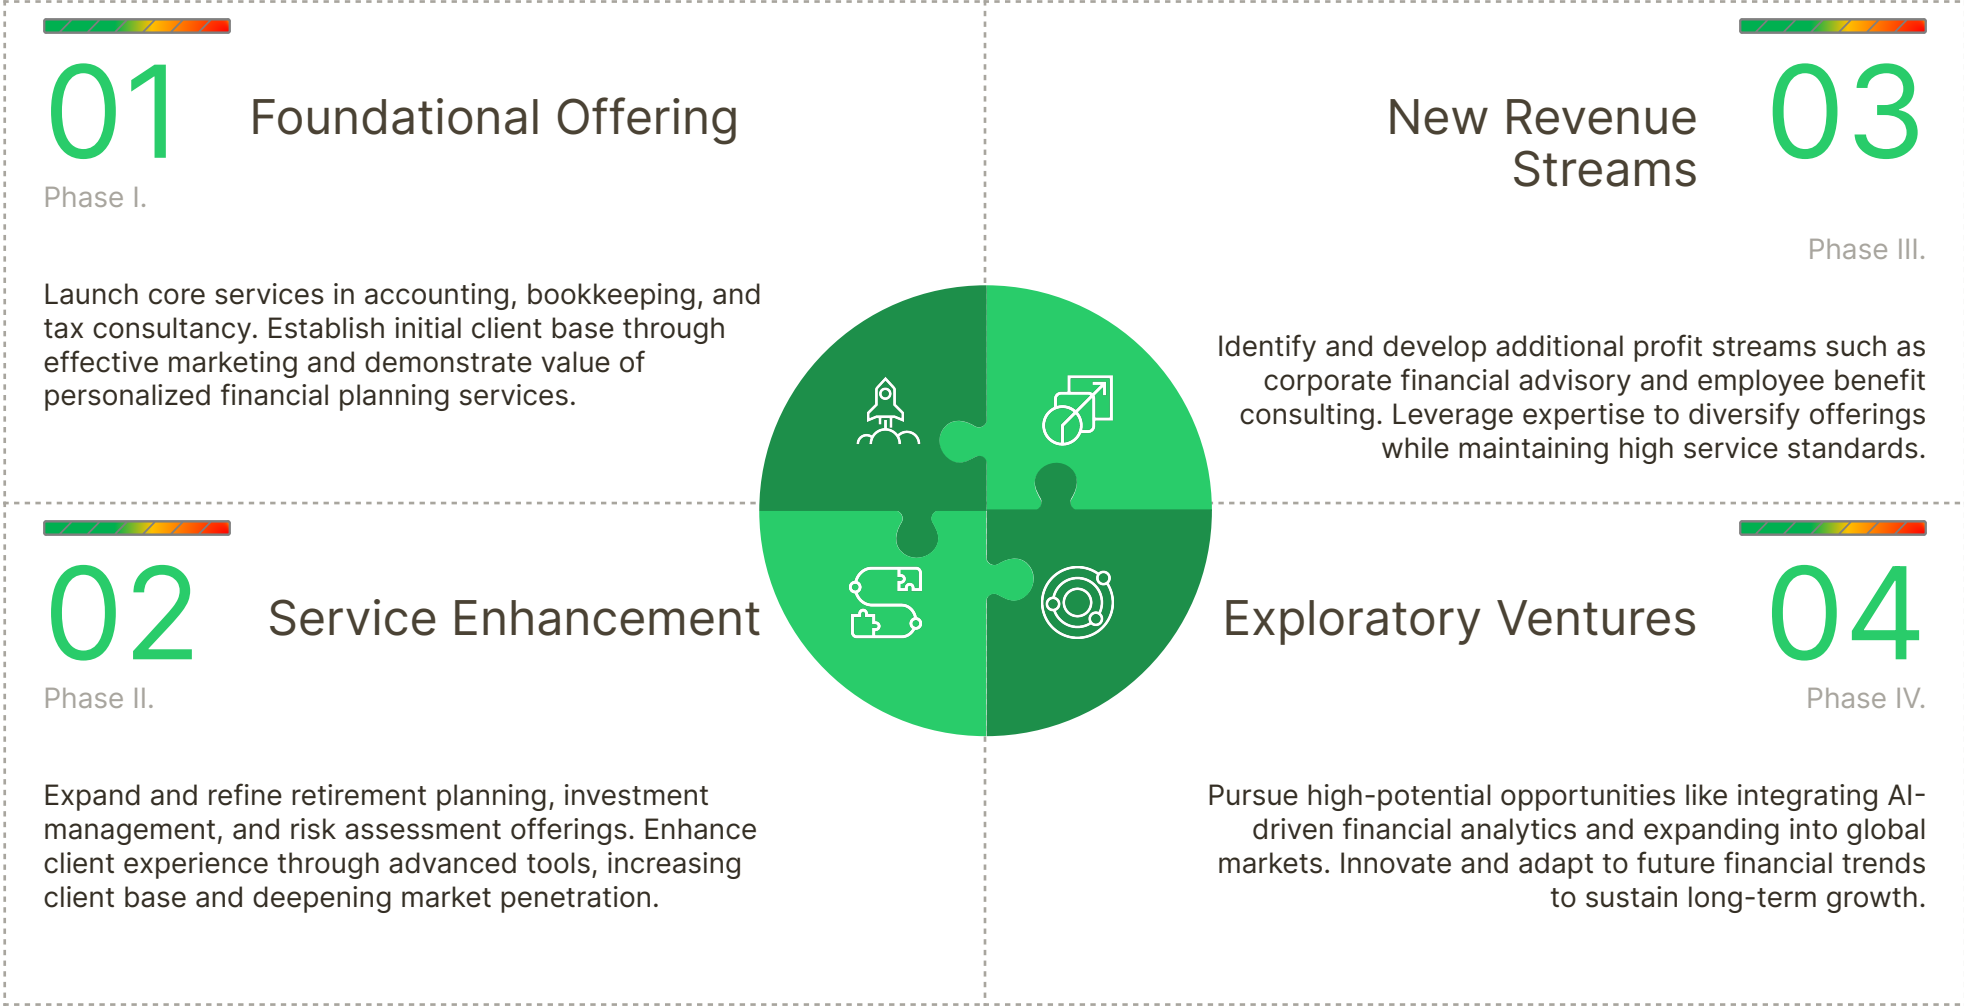 01
Foundational Offering
Phase I.
Launch core services in accounting, bookkeeping, and
tax consultancy. Establish initial client base through
effective marketing and demonstrate value of
personalized financial planning services.
02
Service Enhancement
Phase II.
Expand and refine retirement planning, investment
management, and risk assessment offerings. Enhance
client experience through advanced tools, increasing
client base and deepening market penetration.
New Revenue
Streams
03
Phase III.
Identify and develop additional profit streams such as
corporate financial advisory and employee benefit
consulting. Leverage expertise to diversify offerings
while maintaining high service standards.
Exploratory Ventures
04
Phase IV.
Pursue high-potential opportunities like integrating AI-
driven financial analytics and expanding into global
markets. Innovate and adapt to future financial trends
to sustain long-term growth.